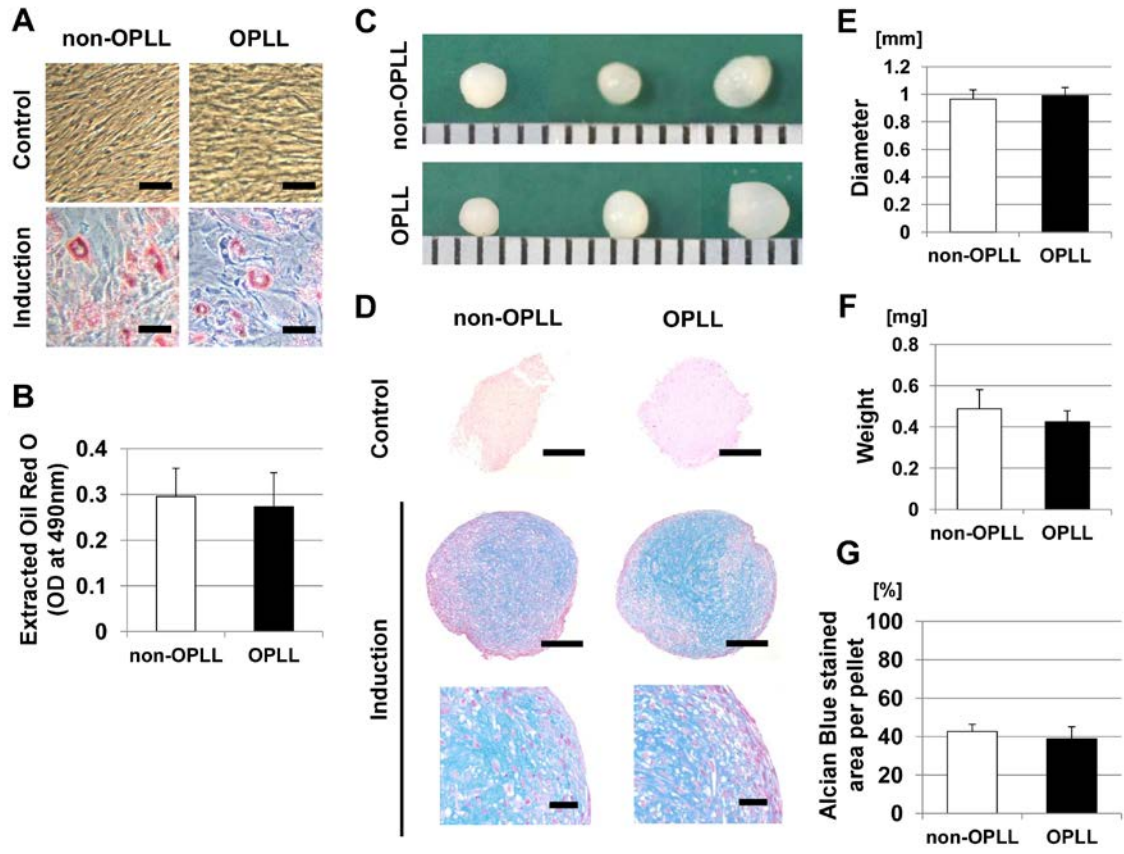 A
non-OPLL
OPLL
Control
Induction
B
Extracted Oil Red O
(OD at 490nm)
0.4
0.3
0.2
0.1
0
non-OPLL
OPLL
C
non-OPLL
OPLL
D
non-OPLL
OPLL
Control
Induction
E
[mm]
Diameter
1.2
1
0.8
0.6
0.4
0.2
0
non-OPLL
OPLL
F
[mg]
Weight
0.8
0.6
0.4
0.2
0
non-OPLL
OPLL
G
[%]
Alcian Blue stained
area per pellet
100
80
60
40
20
0
non-OPLL
OPLL